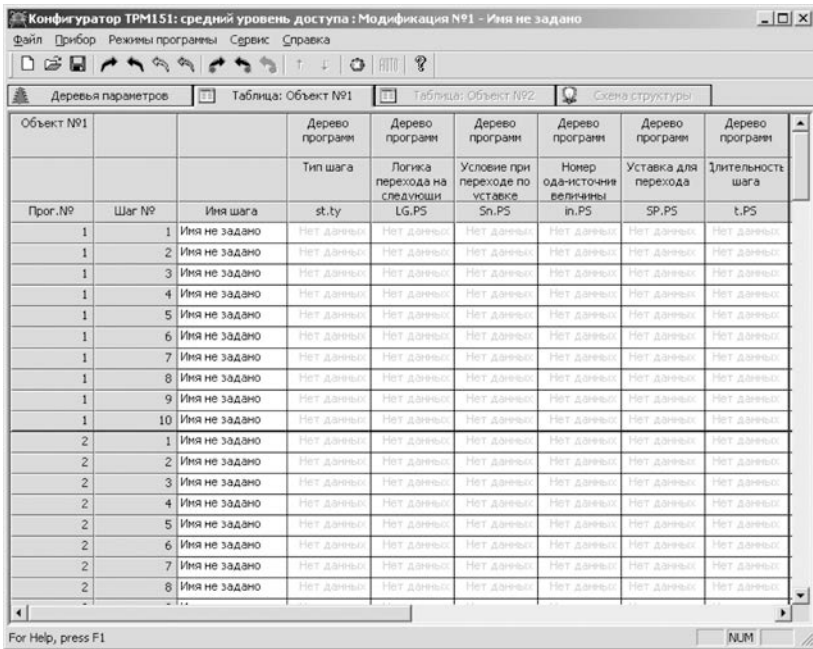 Конфигуратор ТРМ151: средний уровень доступа : Модификация №1 - Имя не задано
Файл Прибор Режимы программы Сервис Справка
AUTO
Деревья параметров Таблица: Объект №1 Таблица: Объект №2 Схема структуры
Объект №1 Дерево программ Дерево программ Дерево программ Дерево программ Дерево программ Дерево программ
Тип шага Логика перехода на следующи Условие при переходе по уставке Номер ода-источник величины Уставка для перехода Длительность шага
Прог.№ Шаг № Имя шага st.ty LG.PS Sn.PS in.PS SP.PS t.PS
1 1 Имя не задано Нет данных Нет данных Нет данных Нет данных Нет данных Нет данных
1 2 Имя не задано Нет данных Нет данных Нет данных Нет данных Нет данных Нет данных
1 3 Имя не задано Нет данных Нет данных Нет данных Нет данных Нет данных Нет данных
1 4 Имя не задано Нет данных Нет данных Нет данных Нет данных Нет данных Нет данных
1 5 Имя не задано Нет данных Нет данных Нет данных Нет данных Нет данных Нет данных
1 6 Имя не задано Нет данных Нет данных Нет данных Нет данных Нет данных Нет данных
1 7 Имя не задано Нет данных Нет данных Нет данных Нет данных Нет данных Нет данных
1 8 Имя не задано Нет данных Нет данных Нет данных Нет данных Нет данных Нет данных
1 9 Имя не задано Нет данных Нет данных Нет данных Нет данных Нет данных Нет данных
1 10 Имя не задано Нет данных Нет данных Нет данных Нет данных Нет данных Нет данных
2 1 Имя не задано Нет данных Нет данных Нет данных Нет данных Нет данных Нет данных
2 2 Имя не задано Нет данных Нет данных Нет данных Нет данных Нет данных Нет данных
2 3 Имя не задано Нет данных Нет данных Нет данных Нет данных Нет данных Нет данных
2 4 Имя не задано Нет данных Нет данных Нет данных Нет данных Нет данных Нет данных
2 5 Имя не задано Нет данных Нет данных Нет данных Нет данных Нет данных Нет данных
2 6 Имя не задано Нет данных Нет данных Нет данных Нет данных Нет данных Нет данных
2 7 Имя не задано Нет данных Нет данных Нет данных Нет данных Нет данных Нет данных
2 8 Имя не задано Нет данных Нет данных Нет данных Нет данных Нет данных Нет данных
For Help, press F1 NUM